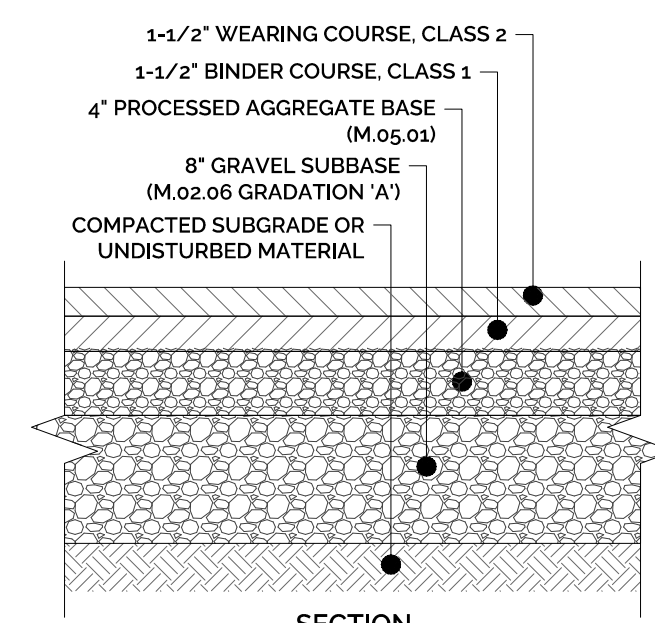 1-1/2" WEARING COURSE, CLASS 2
1-1/2" BINDER COURSE, CLASS 1
4" PROCESSED AGGREGATE BASE
(M.05.01)
8" GRAVEL SUBBASE
(M.02.06 GRADATION 'A')
COMPACTED SUBGRADE OR
UNDISTURBED MATERIAL
SECTION